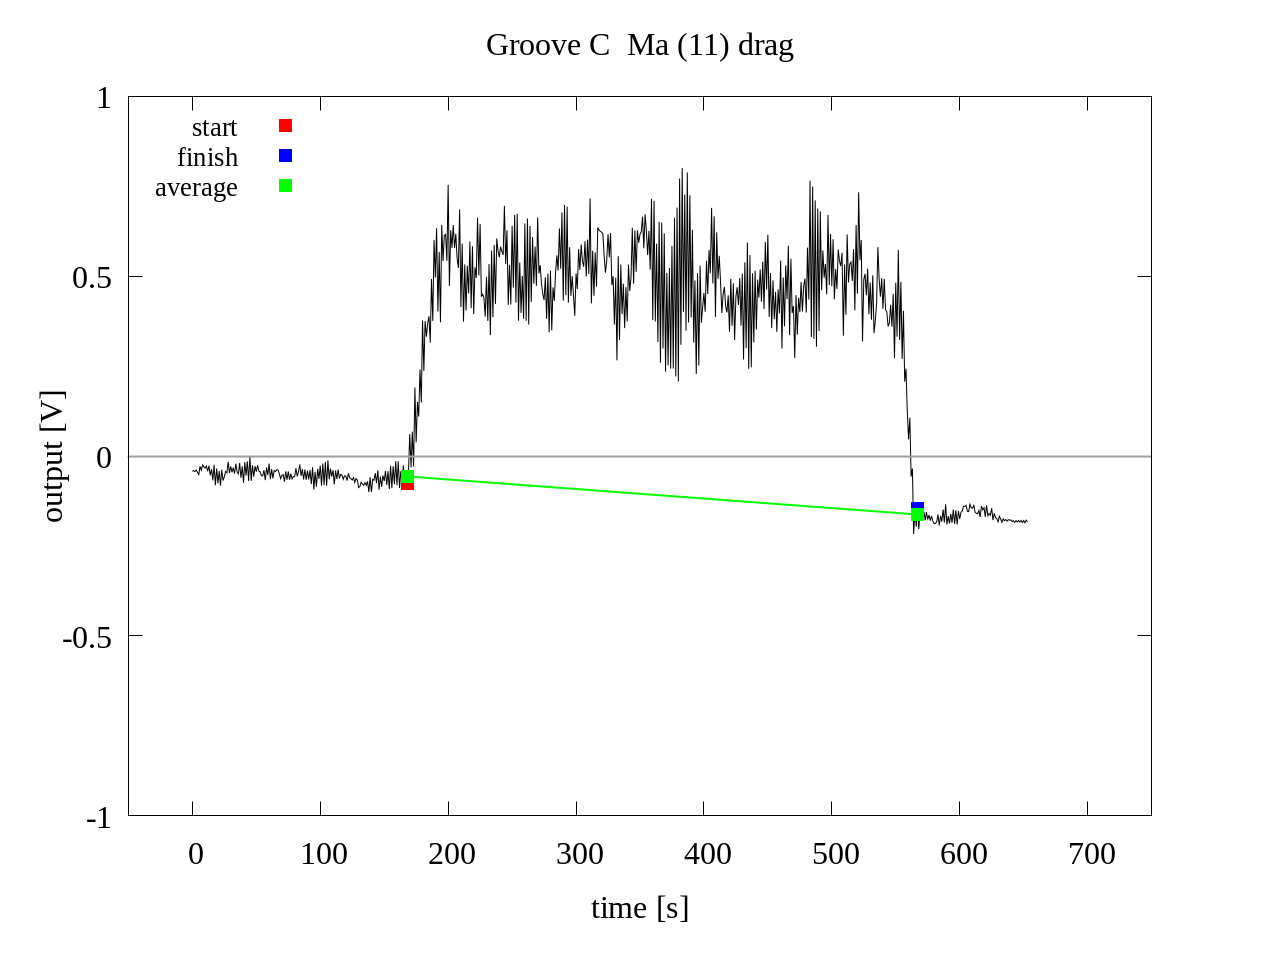 Groove C  Ma (11) drag
1
start
finish
average
0.5
0
-0.5
-1
output [V]
0 100 200 300 400 500 600 700
time [s]